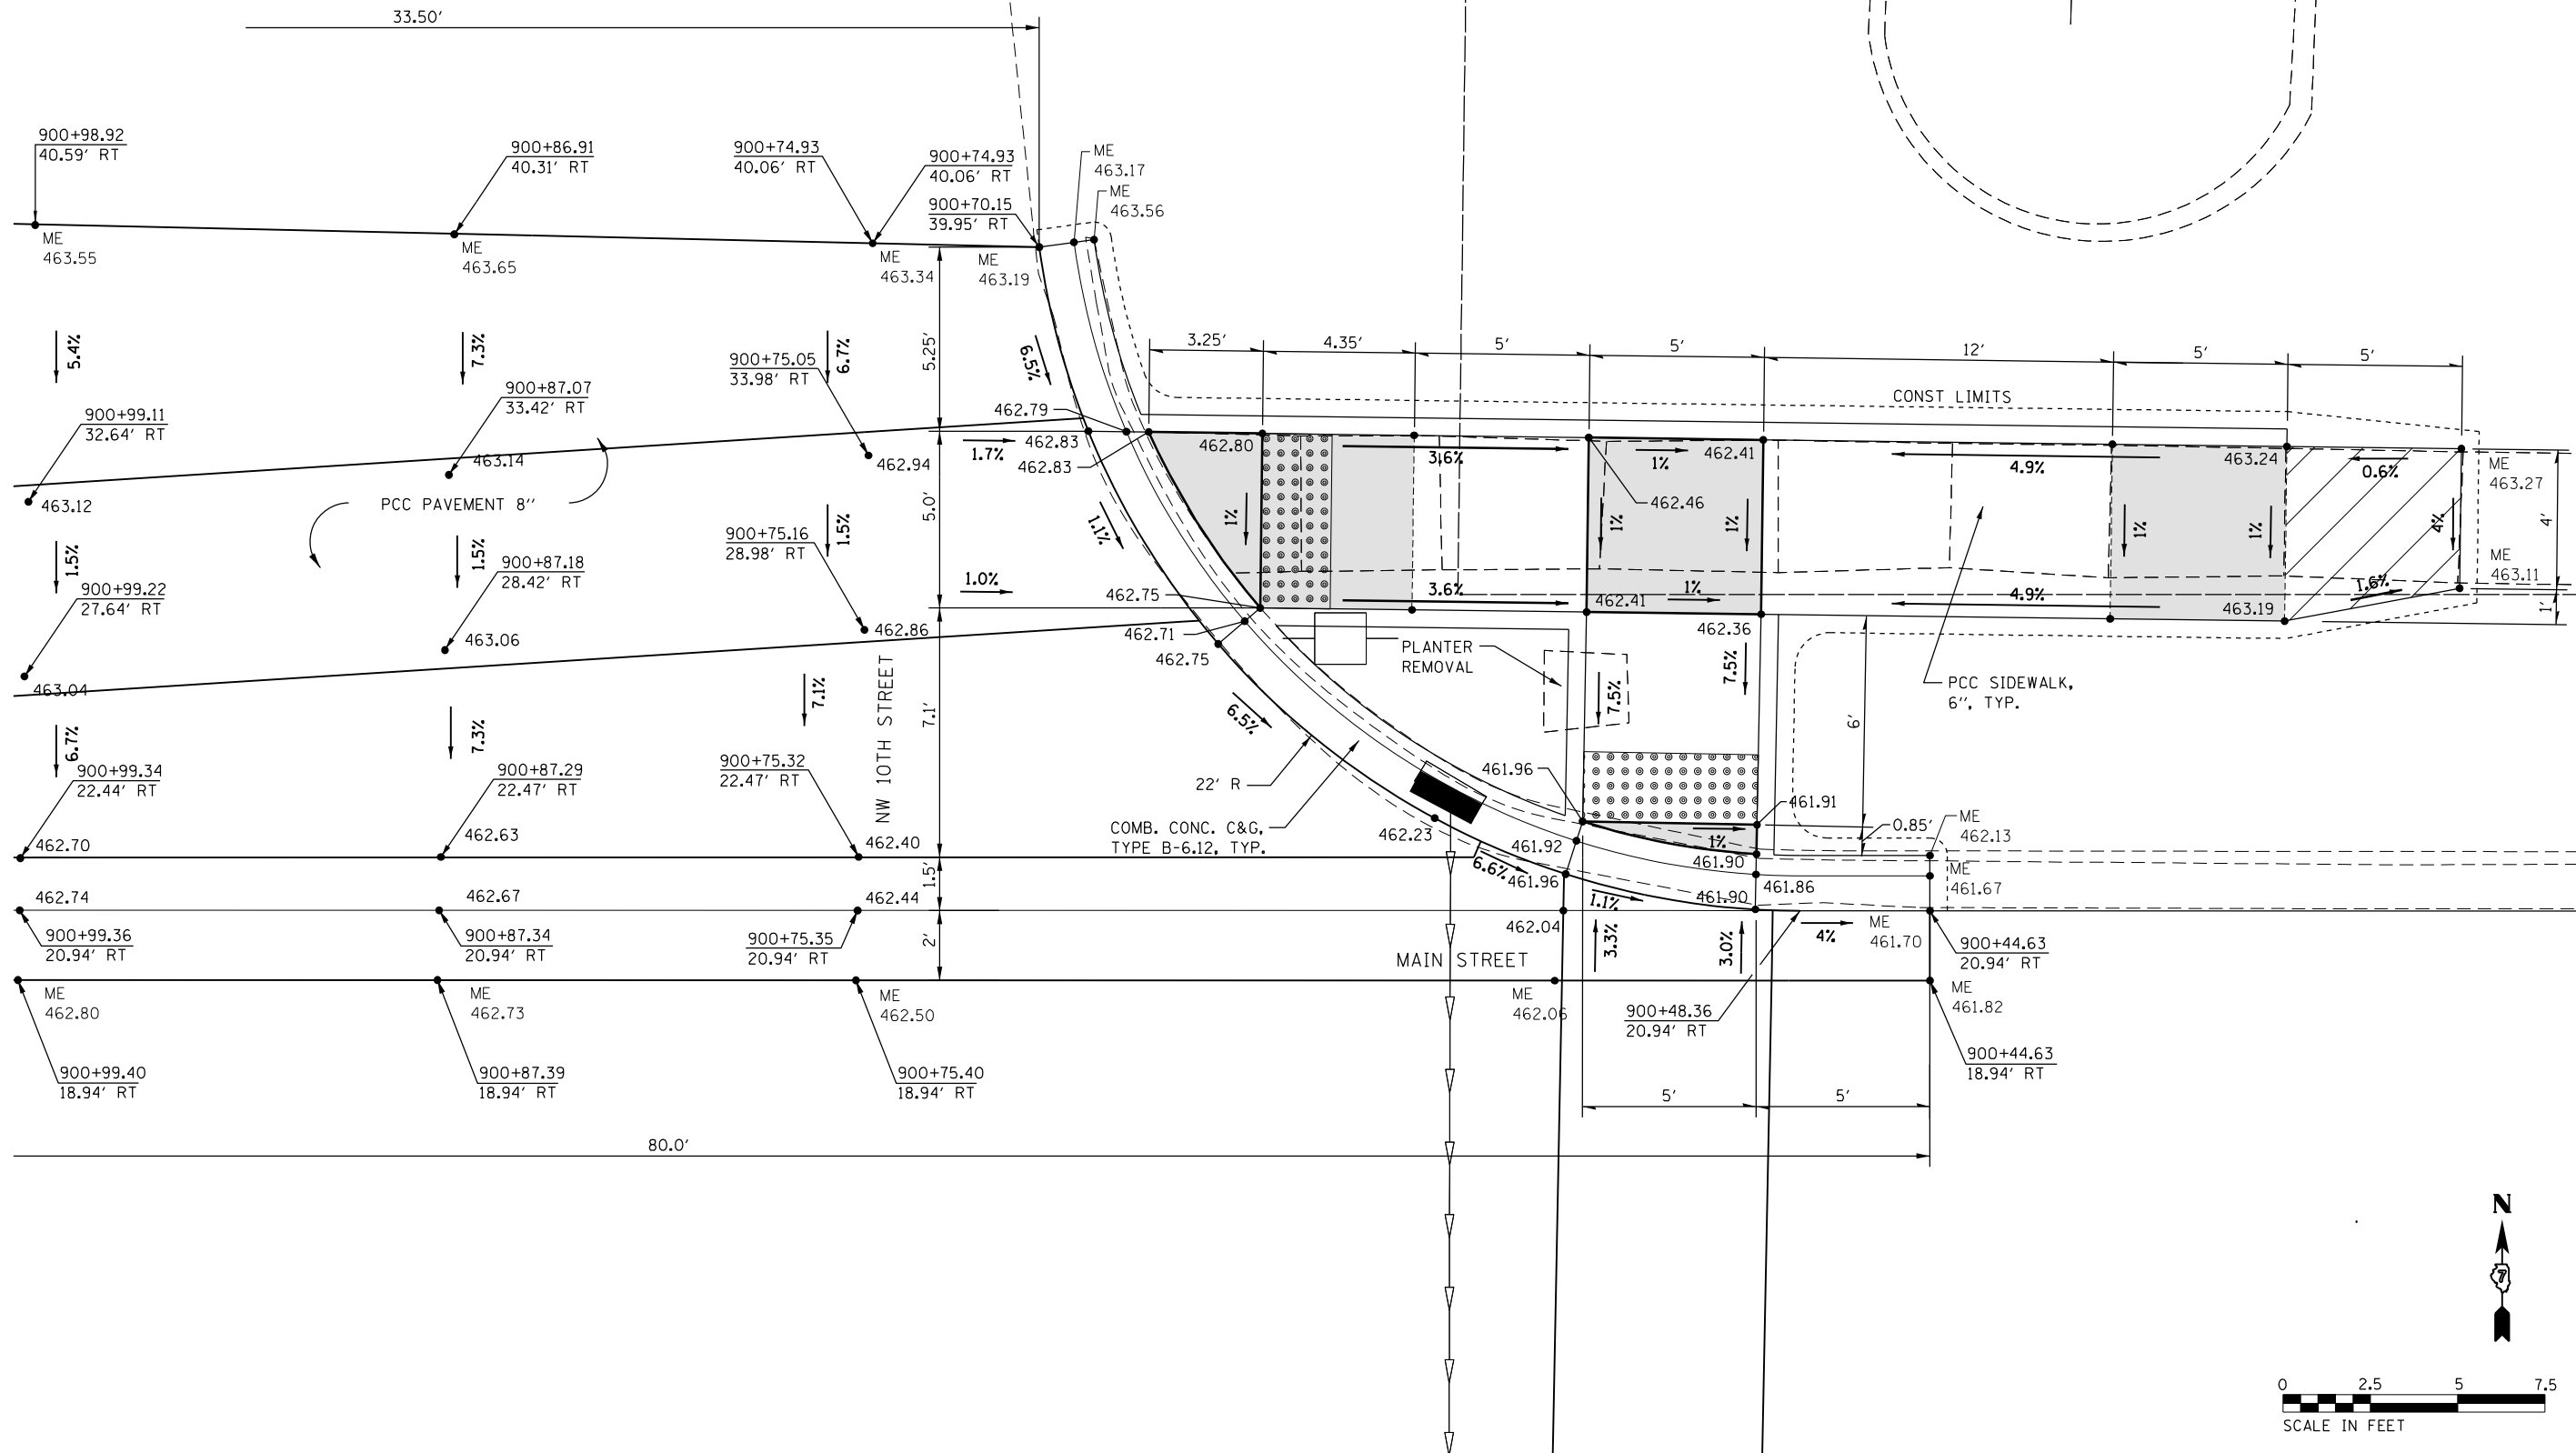 33.50'
900+98.92
40.59' RT
900+86.91
40.31' RT
900+74.93
40.06' RT
900+74.93
40.06' RT
900+70.15
39.95' RT
ME
463.17
ME
463.56
ME
463.55
ME
463.65
ME
463.34
ME
463.19
5.4%
7.3%
6.7%
5.25'
6.5%
3.25'
4.35'
5'
5'
12'
5'
5'
900+75.05
33.98' RT
900+87.07
33.42' RT
900+99.11
32.64' RT
CONST LIMITS
462.79
462.83
462.83
1.7%
462.80
3.6%
1%
462.41
4.9%
463.24
0.6%
ME
463.27
463.14
462.94
463.12
PCC PAVEMENT 8''
5.0'
1.1%
1%
462.46
1%
1%
1%
1%
4%
4'
900+75.16
28.98' RT
1.5%
1.5%
1.5%
900+87.18
28.42' RT
900+99.22
27.64' RT
1.0%
462.75
3.6%
462.41
1%
4.9%
463.19
1.6%
ME
463.11
1'
463.06
462.86
462.71
462.75
462.36
PLANTER
REMOVAL
7.5%
7.5%
PCC SIDEWALK,
6'', TYP.
463.04
6.7%
7.3%
7.1%
NW 10TH STREET
7.1'
6.5%
6'
900+99.34
22.44' RT
900+87.29
22.47' RT
900+75.32
22.47' RT
22' R
461.96
461.91
0.85'
ME
462.13
COMB. CONC. C&G,
TYPE B-6.12, TYP.
462.70
462.63
462.40
462.23
461.92
1%
461.90
1.5'
6.6%
461.96
461.86
ME
461.67
462.74
462.67
462.44
1.1%
461.90
462.04
4%
ME
461.70
900+99.36
20.94' RT
900+87.34
20.94' RT
900+75.35
20.94' RT
2'
3.3%
3.0%
900+44.63
20.94' RT
MAIN STREET
ME
462.80
ME
462.73
ME
462.50
ME
462.06
900+48.36
20.94' RT
ME
461.82
900+99.40
18.94' RT
900+87.39
18.94' RT
900+75.40
18.94' RT
900+44.63
18.94' RT
5'
5'
80.0'
N
7
0 2.5 5 7.5
SCALE IN FEET